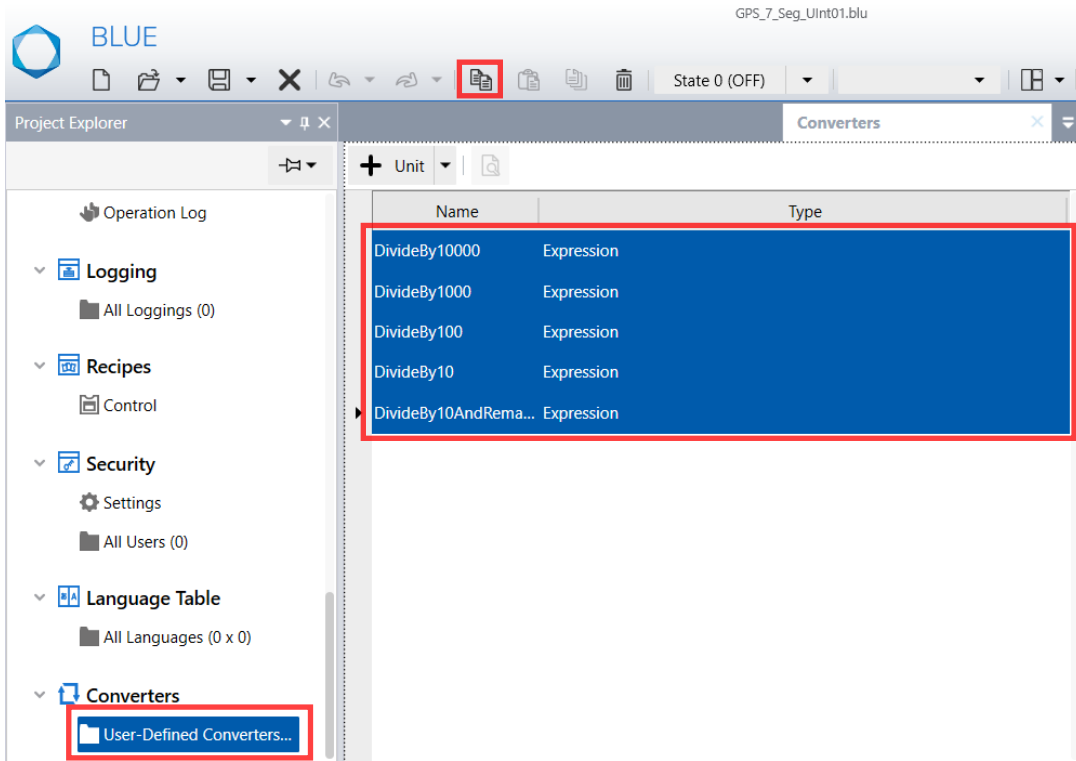 GPS_7_Seg_UInt01.blu
BLUE
State 0 (OFF)
Project Explorer
Converters
Unit
Name Type
Operation Log
Logging
All Loggings (0)
Recipes
Control
Security
Settings
All Users (0)
Language Table
All Languages (0 x 0)
Converters
User-Defined Converters...
DivideBy10000 Expression
DivideBy1000 Expression
DivideBy100 Expression
DivideBy10 Expression
DivideBy10AndRema... Expression